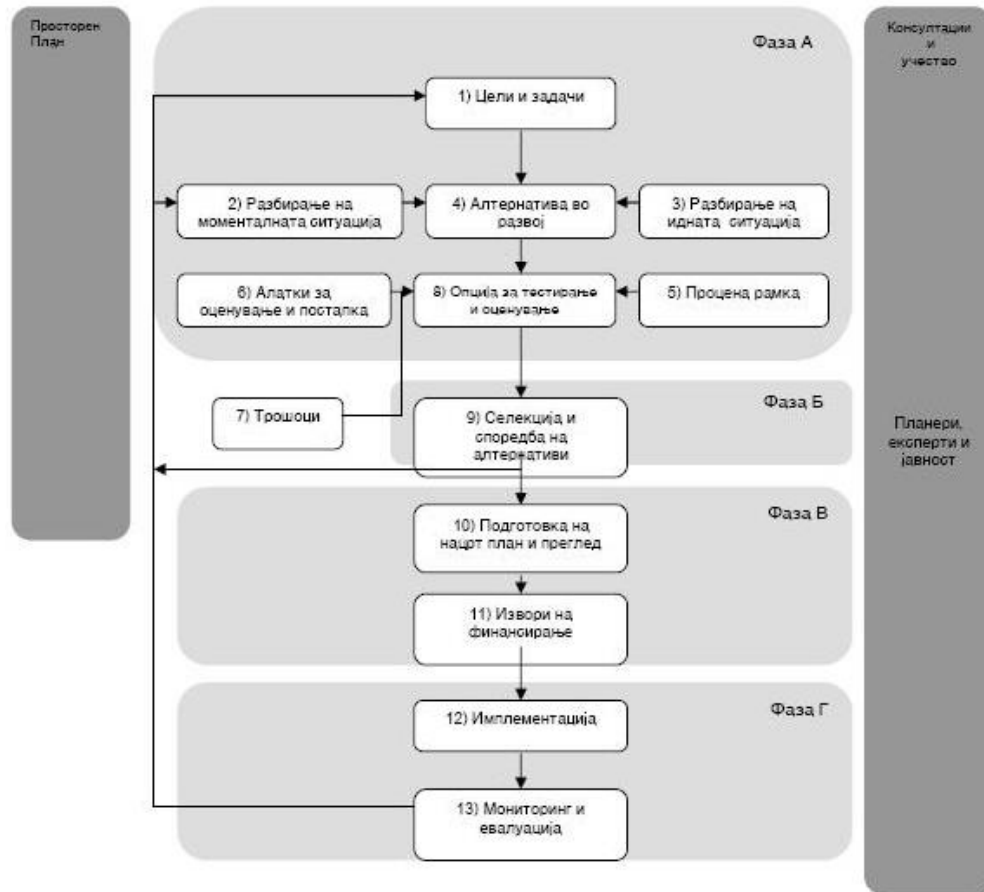 Просторен
План
Фаза А
Консултации
и
учество
1) Цели и задачи
2) Разбирање на
моменталната ситуација
4) Алтернатива во
развој
3) Разбирање на
идната ситуација
6) Алатки за
оценување и постапка
8) Опција за тестирање
и оценување
5) Процена рамка
Фаза Б
7) Трошоци
9) Селекција и
споредба на
алтернативи
Планери,
експерти и
јавност
Фаза В
10) Подготовка на
нацрт план и преглед
11) Извори на
финансирање
Фаза Г
12) Имплементација
13) Мониторинг и
евалуација